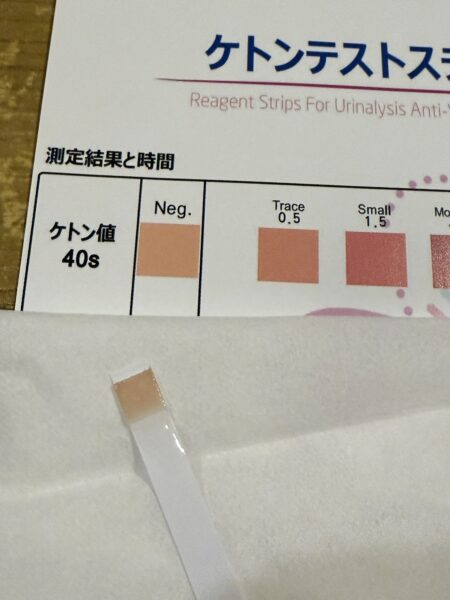 ケトンテストス
Reagent Strips For Urinalysis Anti-
測定結果と時間
ケトン値
40s
Neg.
Trace
0.5
Small
1.5
Mo